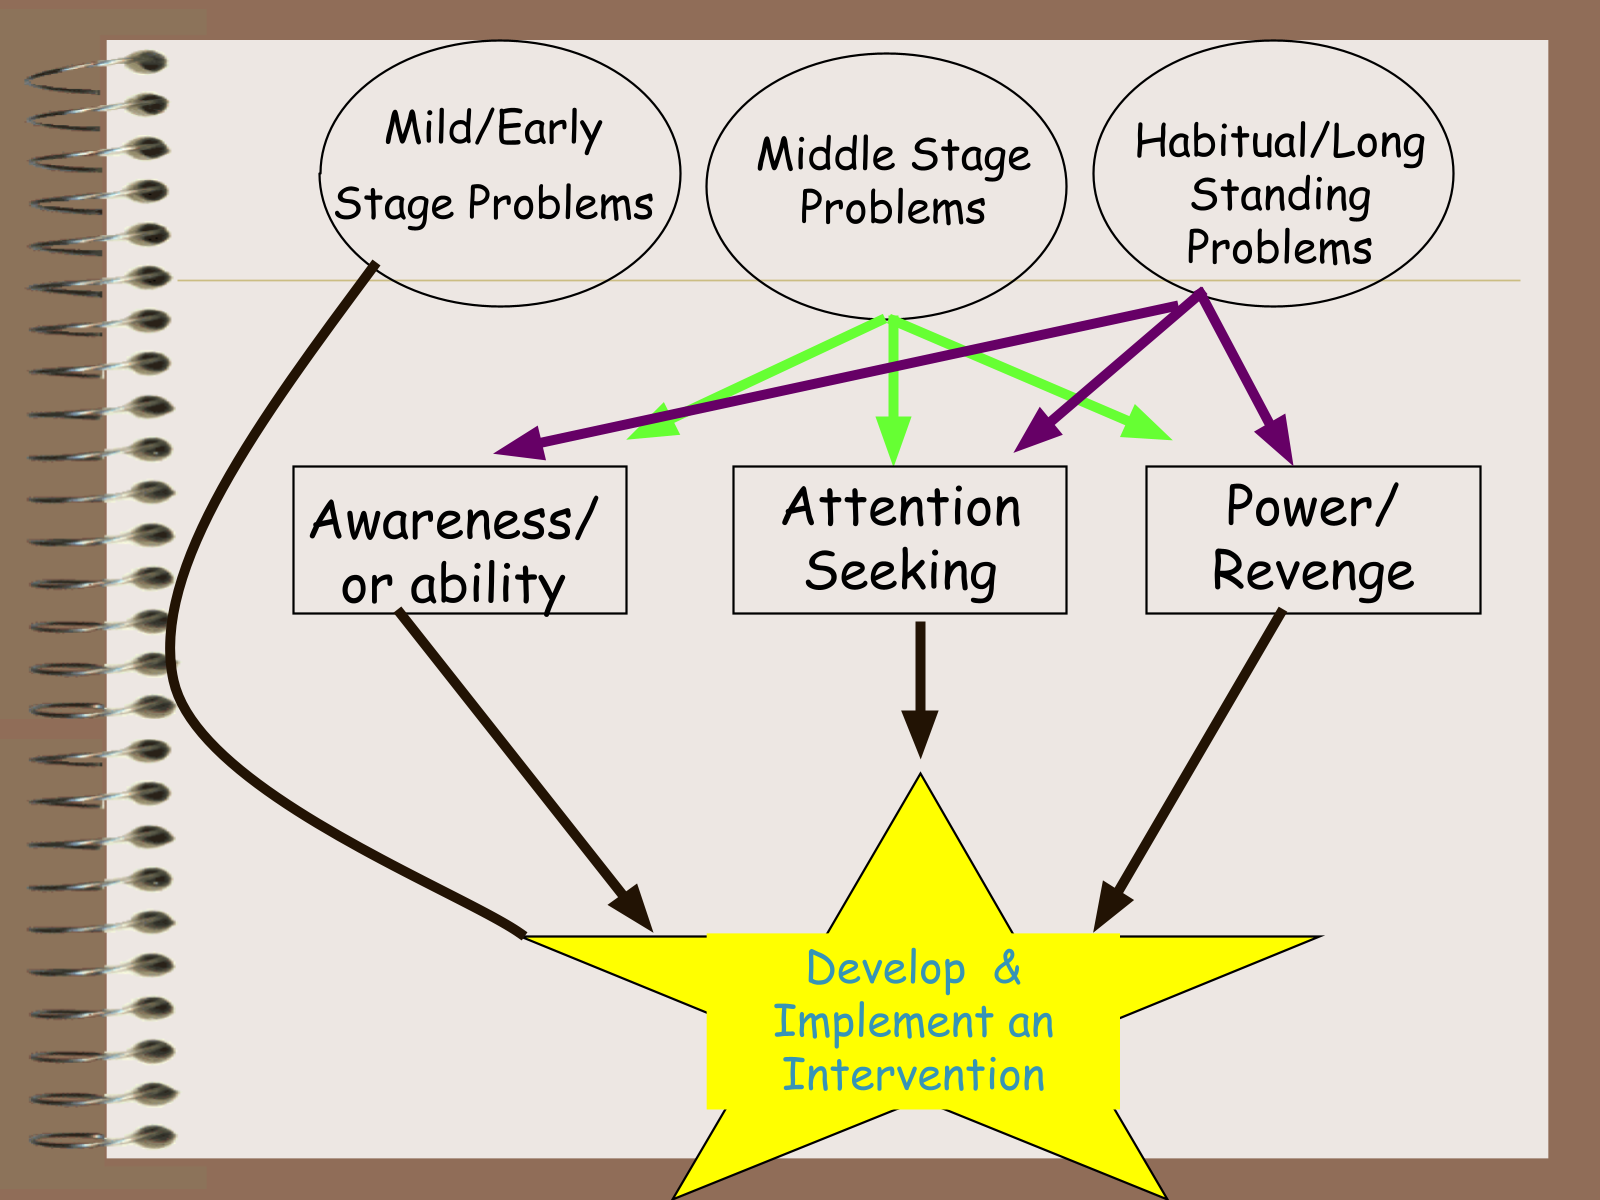 Mild/Early
Stage Problems
Middle Stage
Problems
Habitual/Long
Standing
Problems
Awareness/
or ability
Attention
Seeking
Power/
Revenge
Develop & 
Implement an
Intervention